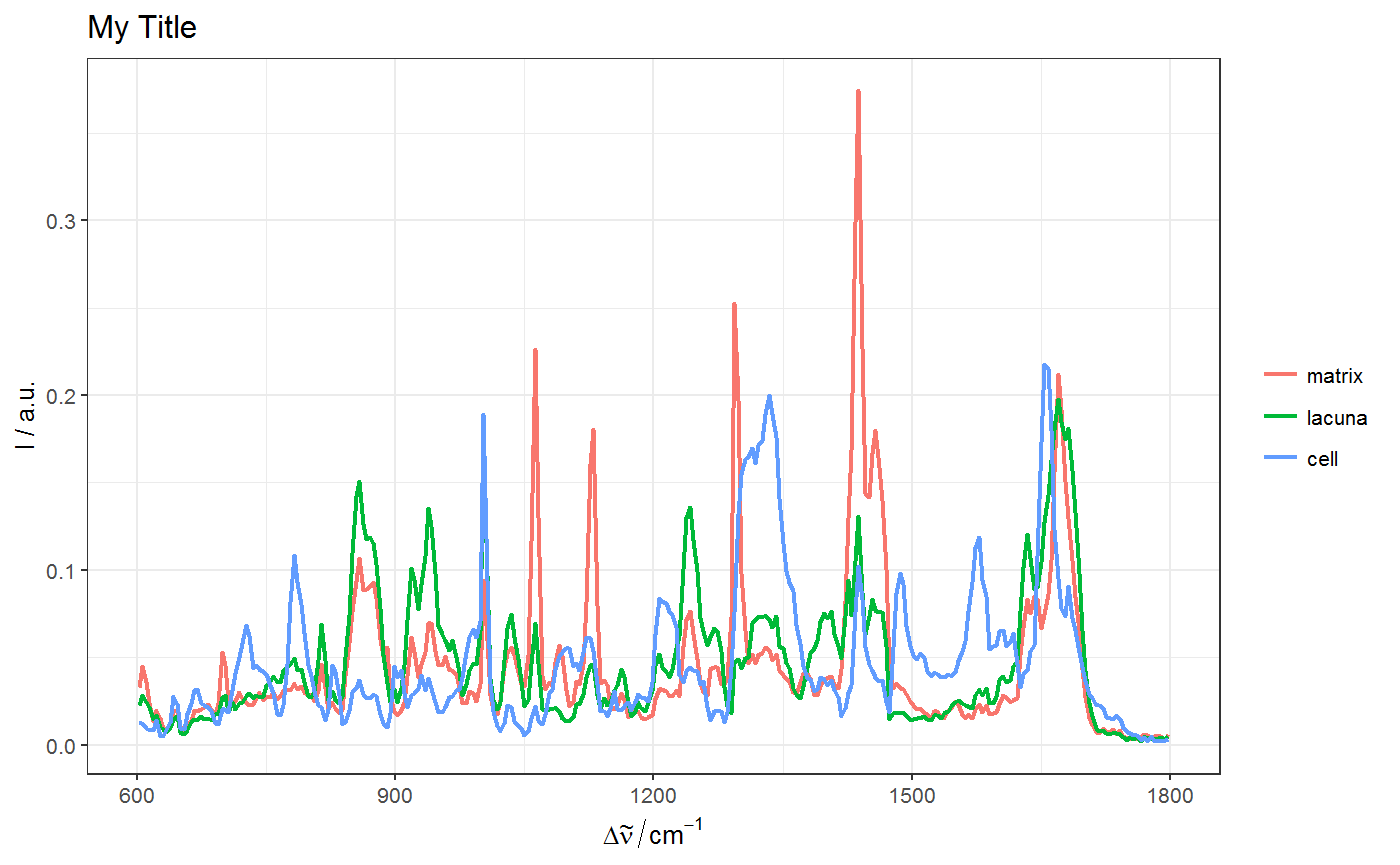 My Title
I / a.u.
0.3
0.2
0.1
0.0
600 900 1200 1500 1800
Δν̃/cm⁻¹
matrix
lacuna
cell